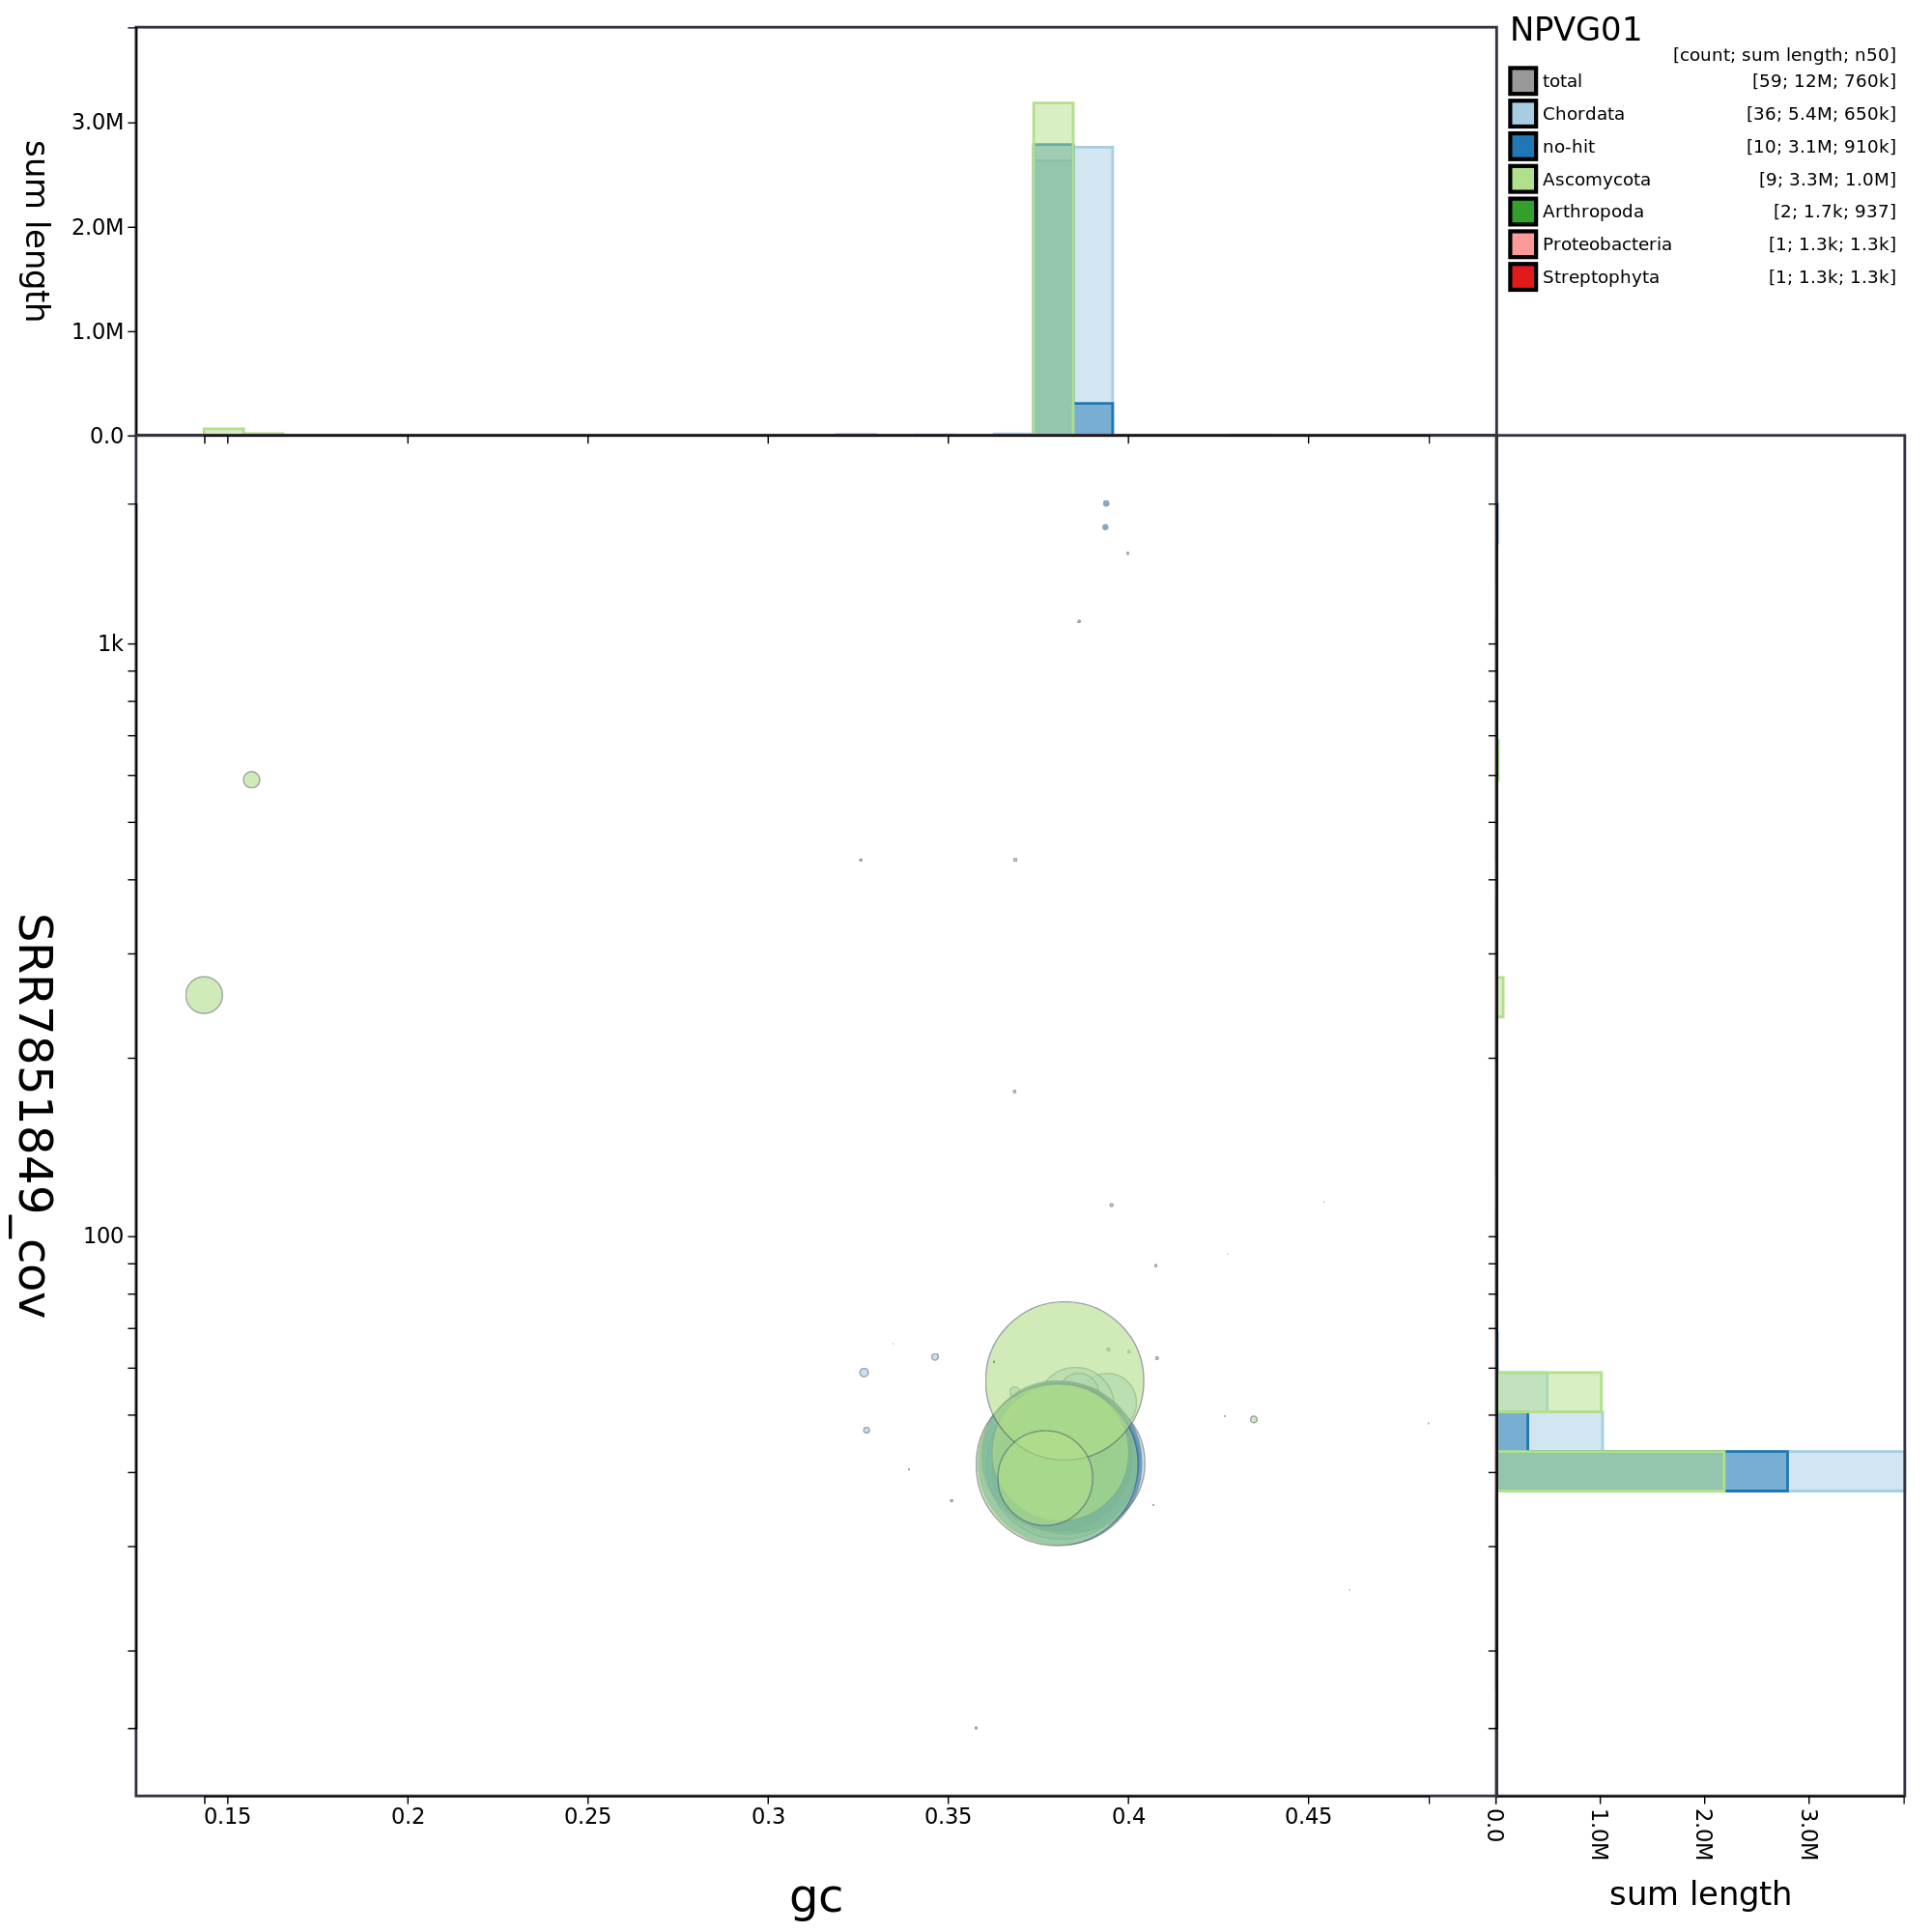 NPVG01
[count; sum length; n50]
total [59; 12M; 760k]
Chordata [36; 5.4M; 650k]
no-hit [10; 3.1M; 910k]
Ascomycota [9; 3.3M; 1.0M]
Arthropoda [2; 1.7k; 937]
Proteobacteria [1; 1.3k; 1.3k]
Streptophyta [1; 1.3k; 1.3k]
sum length
3.0M
2.0M
1.0M
0.0
SRR7851849_cov
1k
100
0.15 0.2 0.25 0.3 0.35 0.4 0.45
gc
0.0 1.0M 2.0M 3.0M
sum length